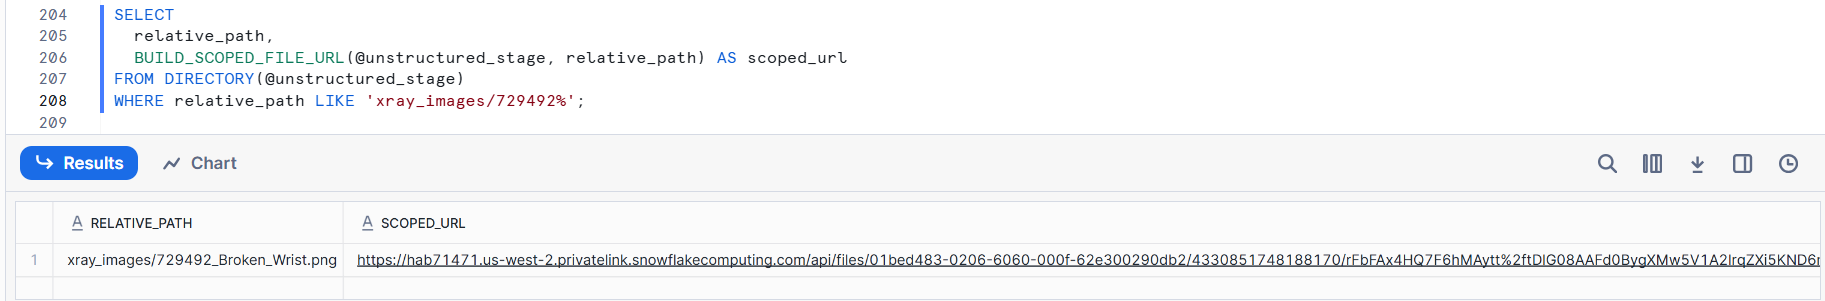 204 SELECT
205 relative_path,
206 BUILD_SCOPED_FILE_URL(@unstructured_stage, relative_path) AS scoped_url
207 FROM DIRECTORY(@unstructured_stage)
208 WHERE relative_path LIKE 'xray_images/729492%';
209
Results Chart
A RELATIVE_PATH A SCOPED_URL
1 xray_images/729492_Broken_Wrist.png https://hab71471.us-west-2.privatelink.snowflakecomputing.com/api/files/01bed483-0206-6060-000f-62e300290db2/4330851748188170/rFbFAx4HQ7F6hMAytt%2ftDlG08AAFd0BygXMw5V1A2lrqZXi5KND6